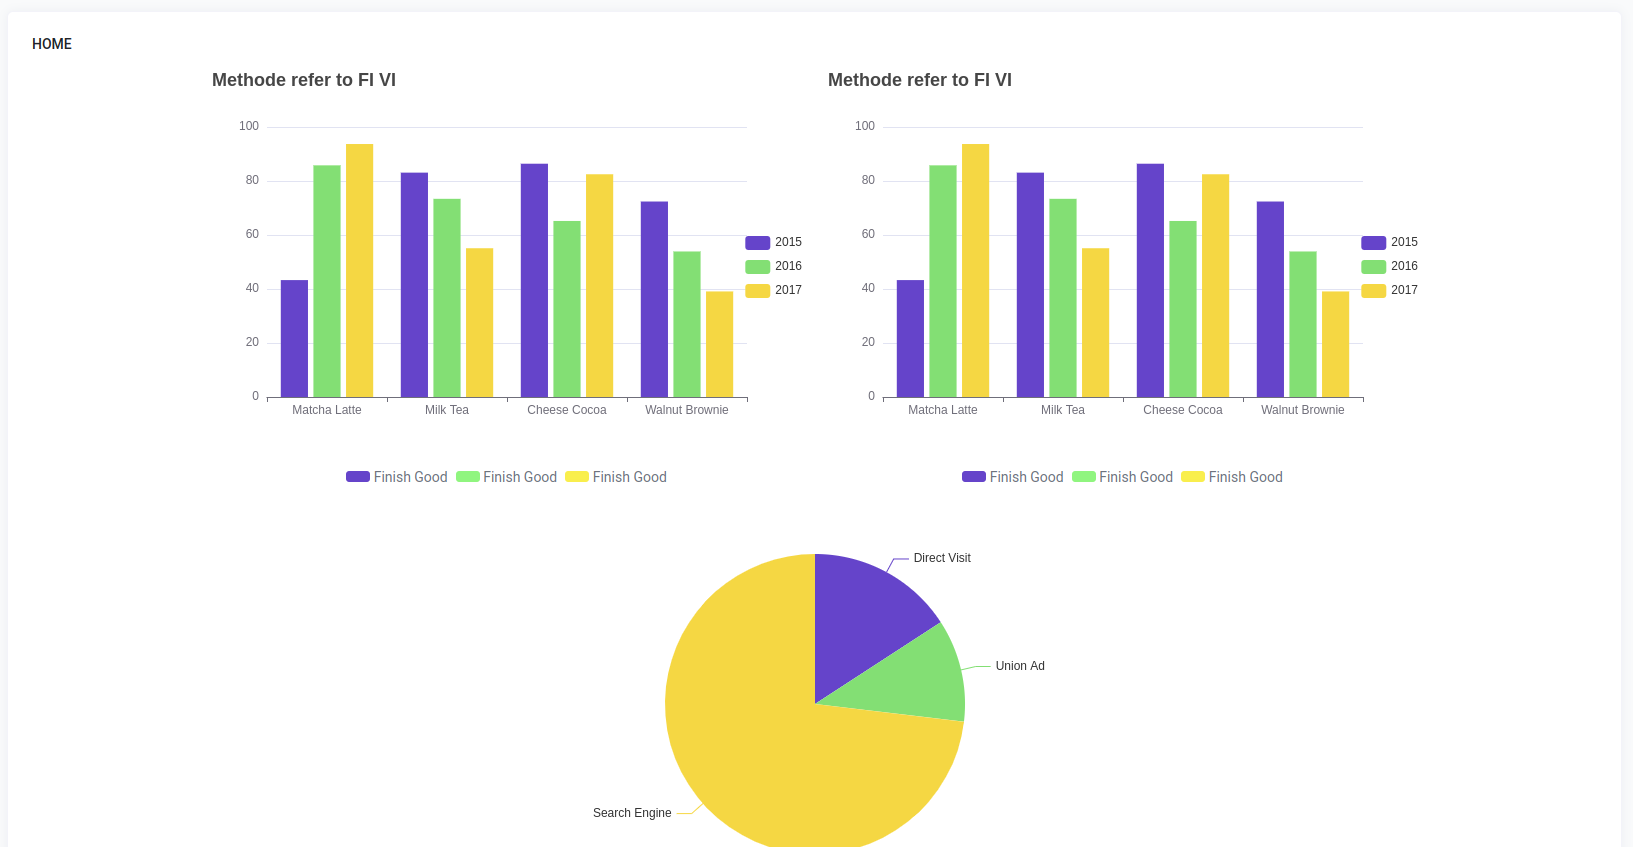 HOME
Methode refer to FI VI
100
80
60
40
20
0
Matcha Latte Milk Tea Cheese Cocoa Walnut Brownie
2015
2016
2017
Finish Good Finish Good Finish Good
Methode refer to FI VI
100
80
60
40
20
0
Matcha Latte Milk Tea Cheese Cocoa Walnut Brownie
2015
2016
2017
Finish Good Finish Good Finish Good
Direct Visit
Union Ad
Search Engine